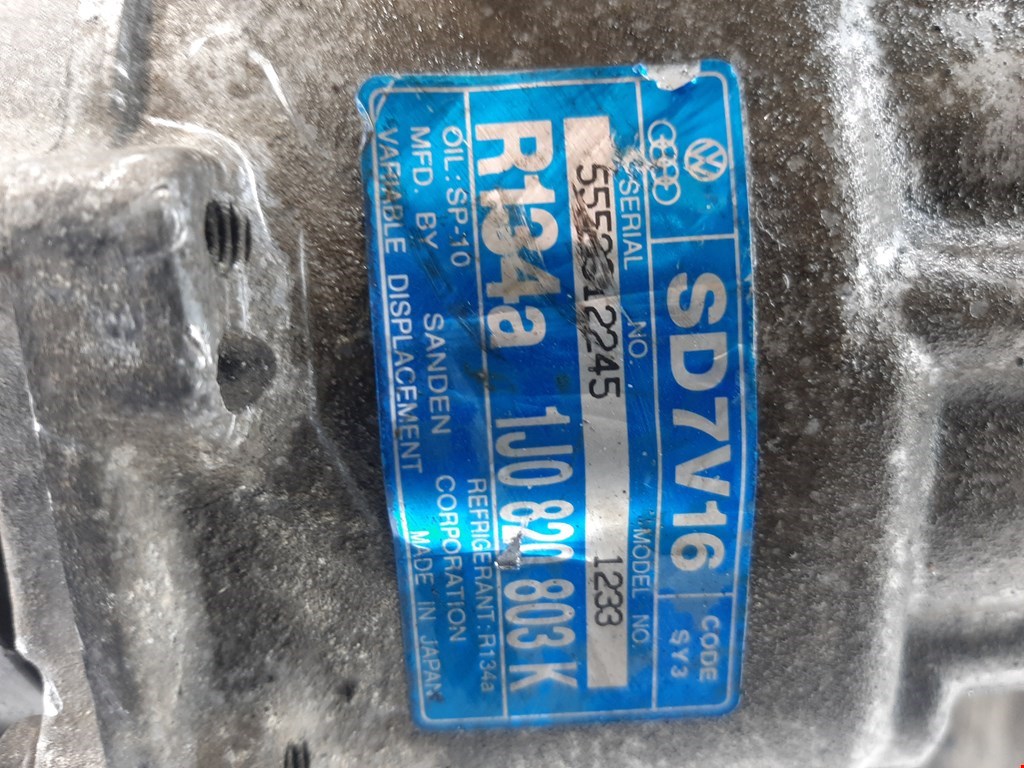 SD7V16 CODE
SY3
SERIAL NO. MODEL NO.
1233
R134a 1J0 820 803 K
OIL: SP-10 REFRIGERANT: R134a
MFD. BY SANDEN CORPORATION
VARIABLE DISPLACEMENT MADE IN JAPAN